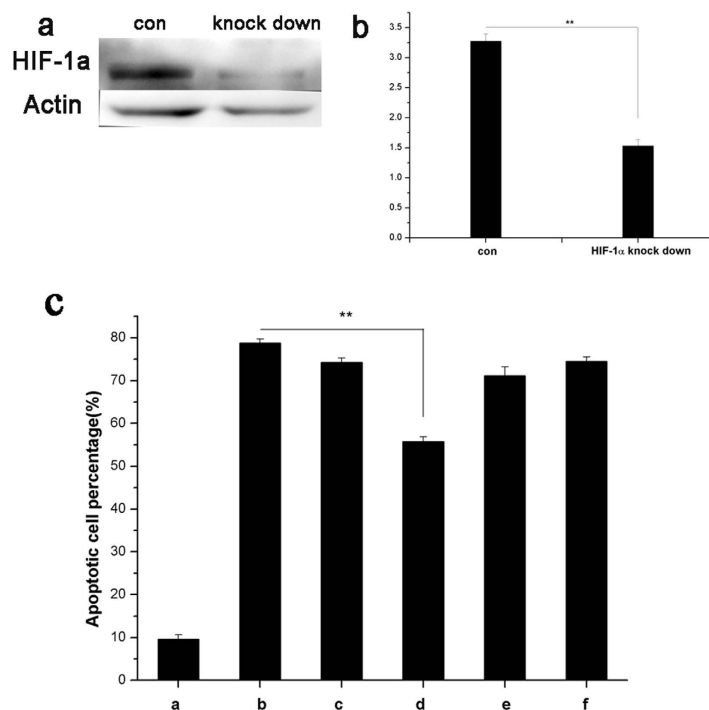 a
con knock down
HIF-1a
Actin
b
**
3.5
3.0
2.5
2.0
1.5
1.0
0.5
0.0
con HIF-1α knock down
c
**
Apoptotic cell percentage(%)
80
70
60
50
40
30
20
10
0
a b c d e f